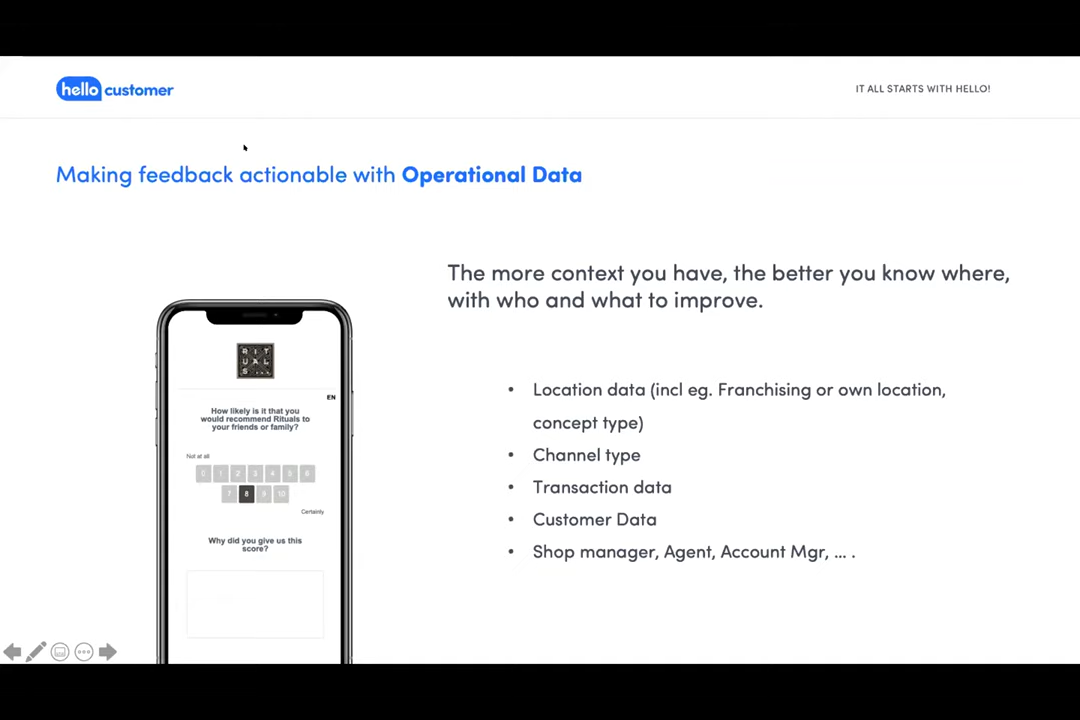 hello customer
IT ALL STARTS WITH HELLO!
Making feedback actionable with Operational Data
The more context you have, the better you know where,
with who and what to improve.
• Location data (incl eg. Franchising or own location,
concept type)
• Channel type
• Transaction data
• Customer Data
• Shop manager, Agent, Account Mgr, ... .
RIT
UAL
S...
EN
How likely is it that you
would recommend Rituals to
your friends or family?
Not at all
0 1 2 3 4 5 6
7 8 9 10
Certainly
Why did you give us this
score?